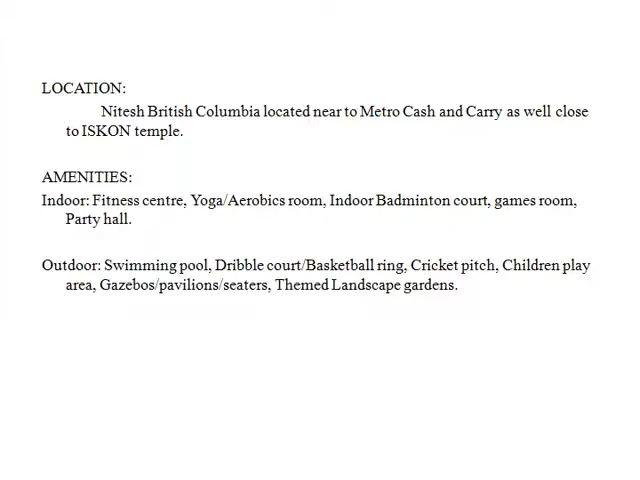 LOCATION:
Nitesh British Columbia located near to Metro Cash and Carry as well close
to ISKON temple.
AMENITIES:
Indoor: Fitness centre, Yoga/Aerobics room, Indoor Badminton court, games room,
Party hall.
Outdoor: Swimming pool, Dribble court/Basketball ring, Cricket pitch, Children play
area, Gazebos/pavilions/seaters, Themed Landscape gardens.